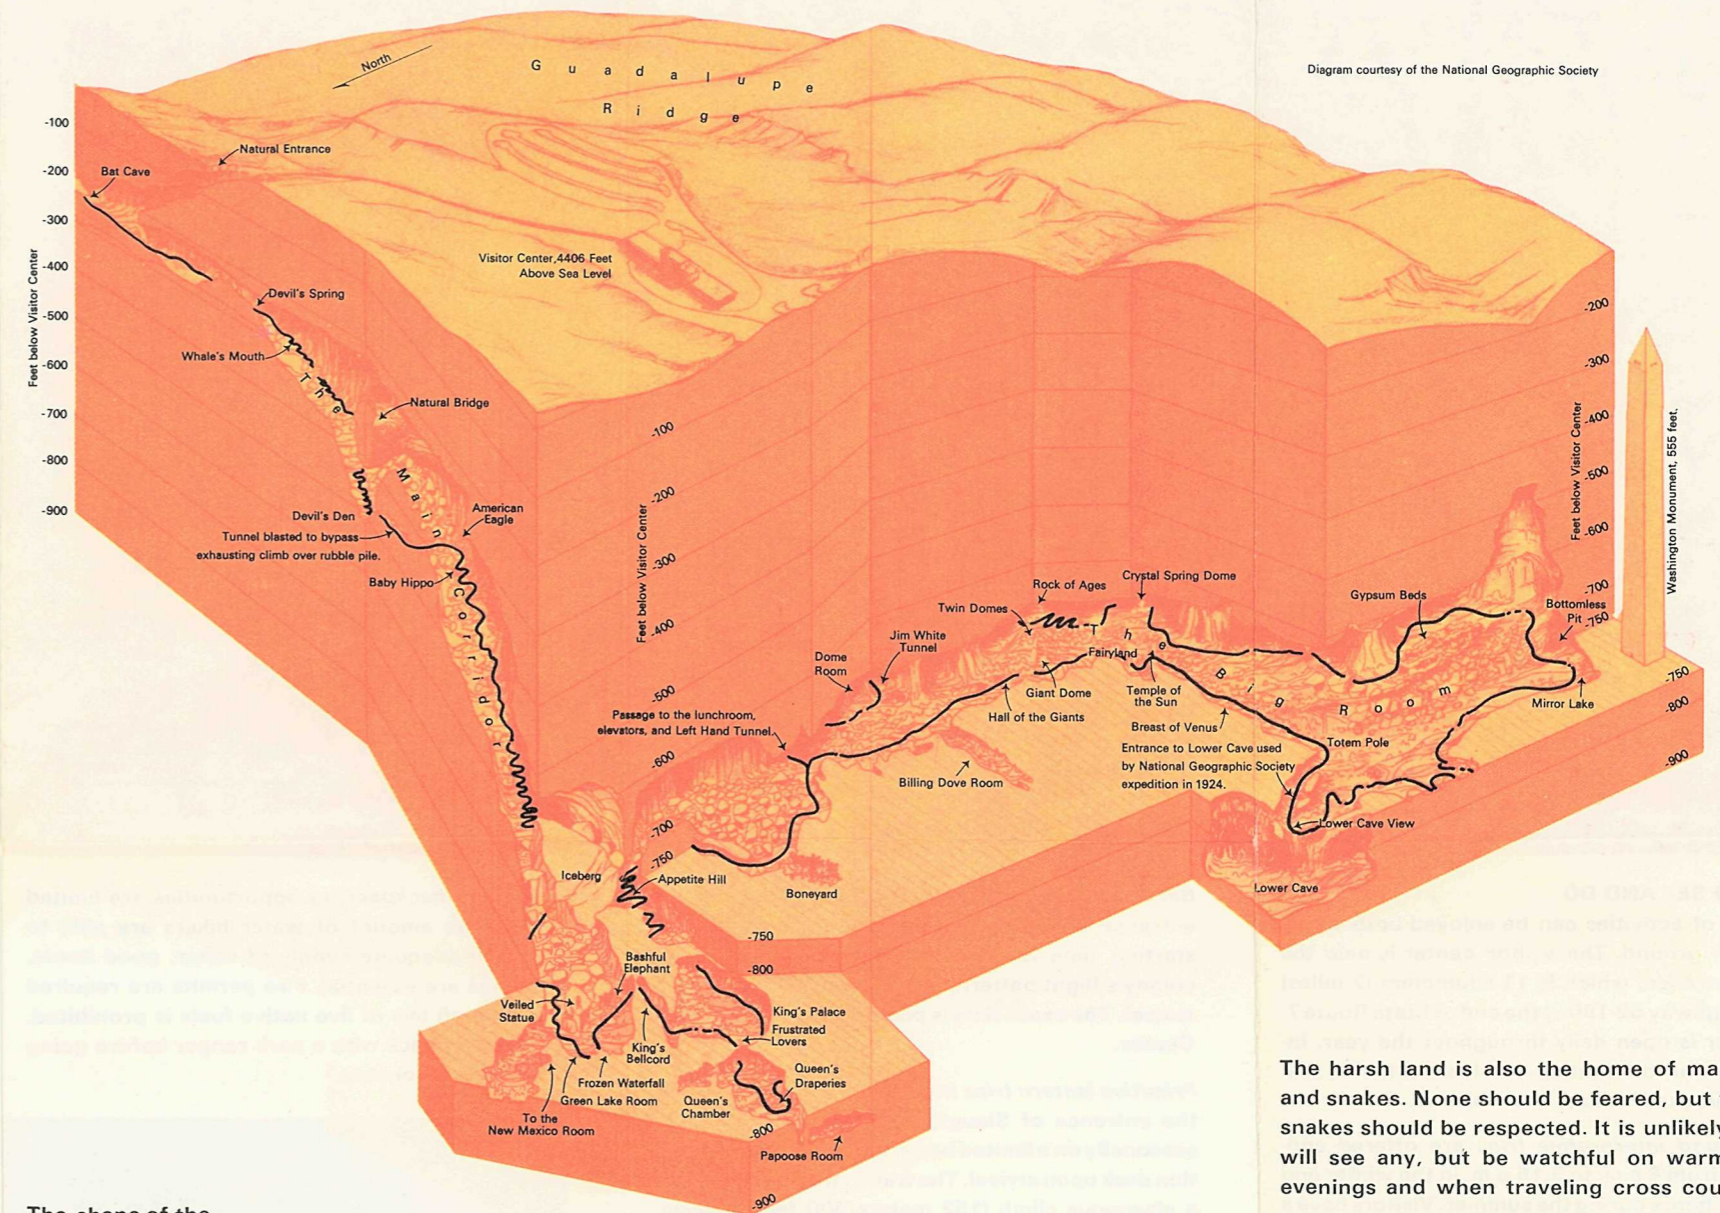 Diagram courtesy of the National Geographic Society
North
Guadalupe
Ridge
-100
-200
-300
-400
-500
-600
-700
-800
-900
Feet below Visitor Center
Natural Entrance
Bat Cave
Visitor Center,4406 Feet
Above Sea Level
Devil's Spring
Whale's Mouth
The
Natural Bridge
Main
Corridor
American
Eagle
Devil's Den
Tunnel blasted to bypass
exhausting climb over rubble pile.
Baby Hippo
-100
-200
-300
-400
-500
-600
-700
-750
Feet below Visitor Center
-200
-300
-400
-500
-600
-700
-750
Feet below Visitor Center
Washington Monument, 555 feet.
Rock of Ages
Crystal Spring Dome
Twin Domes
Jim White
Tunnel
Dome
Room
Gypsum Beds
Bottomless
Pit
The
Big
Room
Fairyland
Giant Dome
Temple of
the Sun
Hall of the Giants
Breast of Venus
Mirror Lake
-750
-800
-900
Passage to the lunchroom,
elevators, and Left Hand Tunnel.
Entrance to Lower Cave used
by National Geographic Society
expedition in 1924.
Totem Pole
Billing Dove Room
Lower Cave View
Lower Cave
Iceberg
Appetite Hill
Boneyard
-750
-800
Bashful
Elephant
Veiled
Statue
King's Palace
Frustrated
Lovers
King's
Bellcord
Frozen Waterfall
Green Lake Room
To the
New Mexico Room
Queen's
Chamber
Queen's
Draperies
-800
Papoose Room
-900
The harsh land is also the home of ma
and snakes. None should be feared, but
snakes should be respected. It is unlikely
will see any, but be watchful on warm
evenings and when traveling cross cou
The shape of the